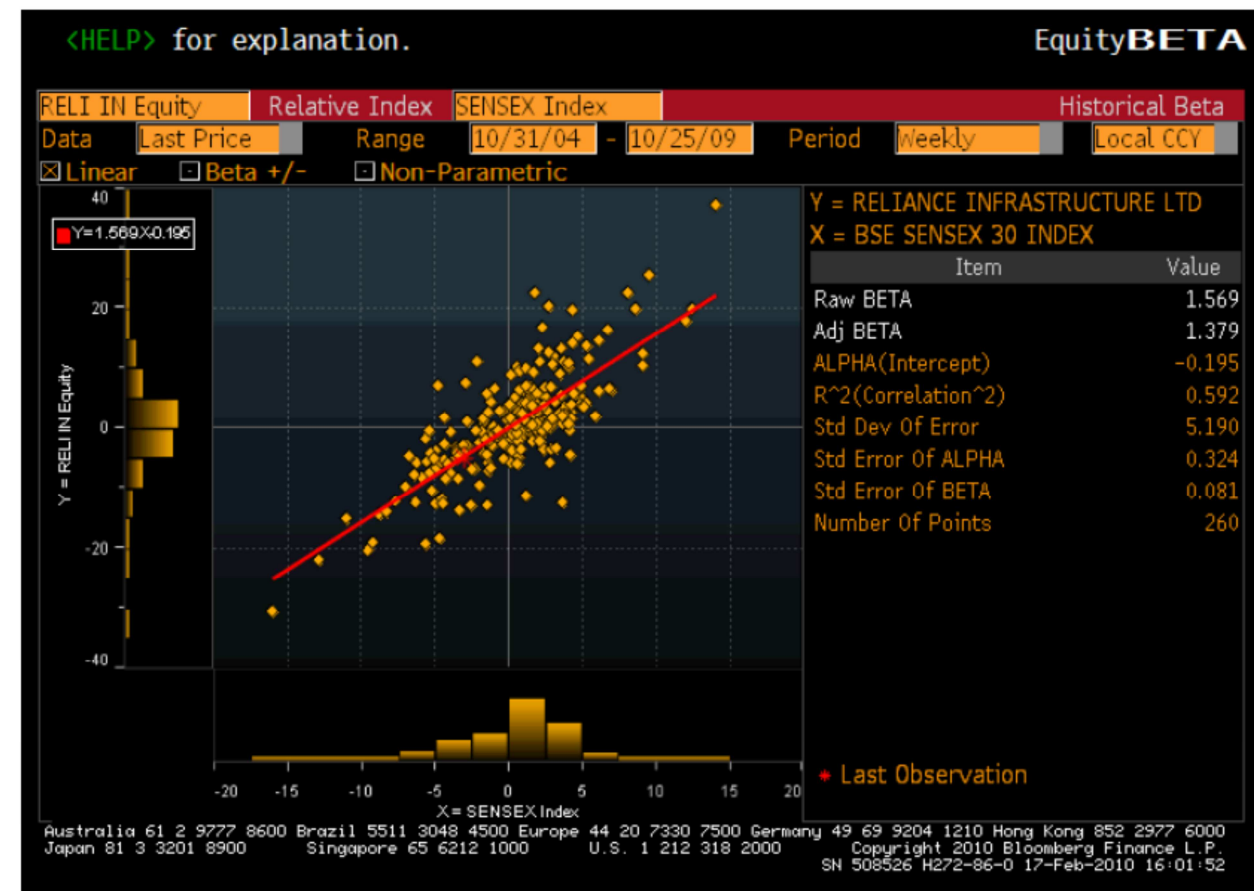 <HELP> for explanation.
EquityBETA
RELI IN Equity Relative Index SENSEX Index Historical Beta
Data Last Price Range 10/31/04 - 10/25/09 Period Weekly Local CCY
Linear Beta +/- Non-Parametric
Y=1.569X-0.195
40
20
0
-20
-40
Y = RELI IN Equity
-20 -15 -10 -5 0 5 10 15 20
X= SENSEX Index
Y = RELIANCE INFRASTRUCTURE LTD
X = BSE SENSEX 30 INDEX
Item Value
Raw BETA 1.569
Adj BETA 1.379
ALPHA(Intercept) -0.195
R^2(Correlation^2) 0.592
Std Dev Of Error 5.190
Std Error Of ALPHA 0.324
Std Error Of BETA 0.081
Number Of Points 260
* Last Observation
Australia 61 2 9777 8600 Brazil 5511 3048 4500 Europe 44 20 7330 7500 Germany 49 69 9204 1210 Hong Kong 852 2977 6000
Japan 81 3 3201 8900 Singapore 65 6212 1000 U.S. 1 212 318 2000 Copyright 2010 Bloomberg Finance L.P.
SN 508526 H272-86-0 17-Feb-2010 16:01:52